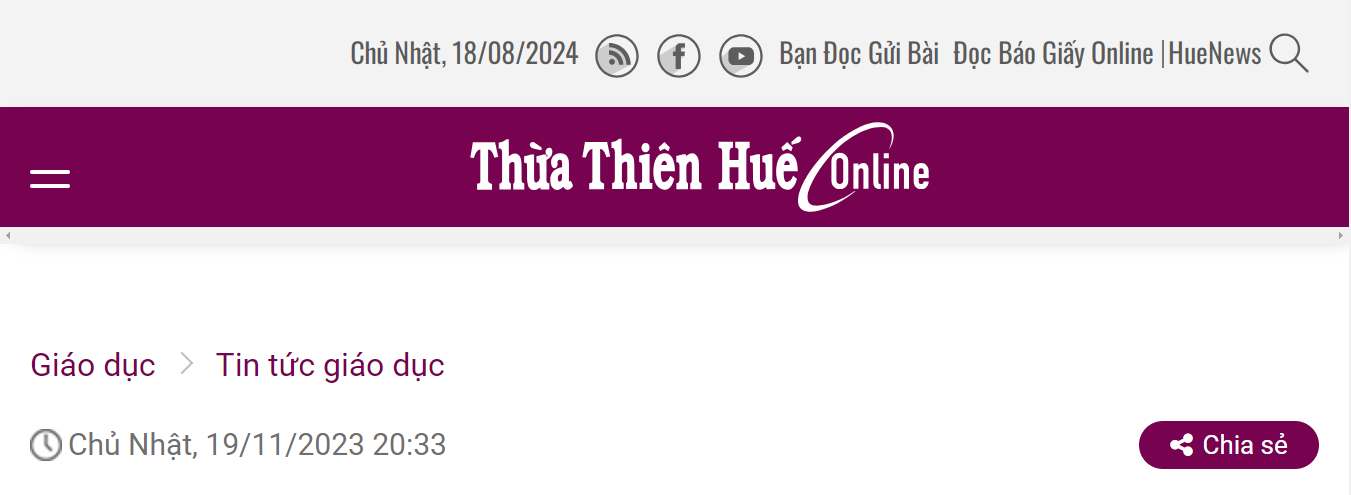 Chủ Nhật, 18/08/2024 Bạn Đọc Gửi Bài Đọc Báo Giấy Online |HueNews
Thừa Thiên Huế Online
Giáo dục Tin tức giáo dục
Chủ Nhật, 19/11/2023 20:33 Chia sẻ